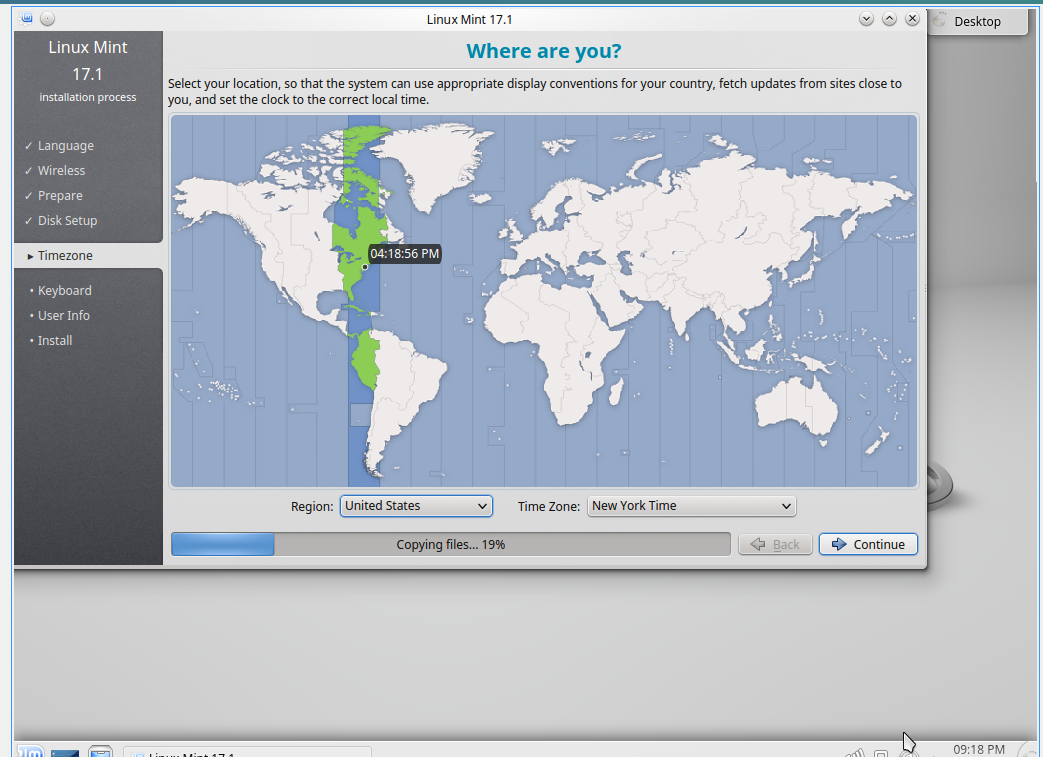 Linux Mint 17.1
Desktop
Linux Mint
17.1
installation process
✓ Language
✓ Wireless
✓ Prepare
✓ Disk Setup
▸ Timezone
• Keyboard
• User Info
• Install
Where are you?
Select your location, so that the system can use appropriate display conventions for your country, fetch updates from sites close to
you, and set the clock to the correct local time.
04:18:56 PM
Region: United States Time Zone: New York Time
Copying files... 19% Back Continue
Linux Mint 17.1
09:18 PM